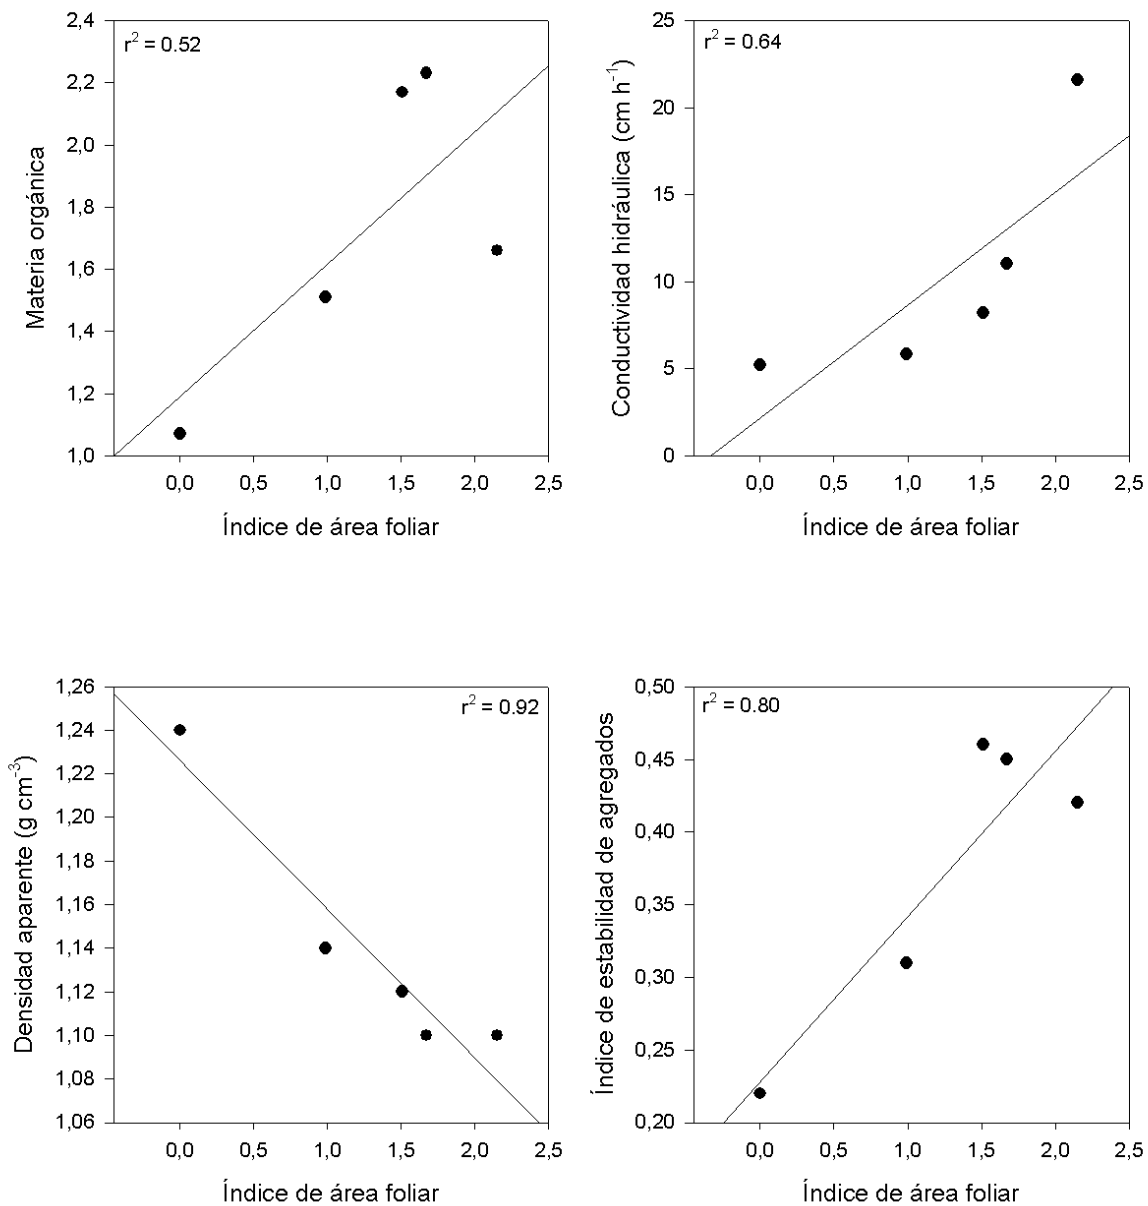 r² = 0.52
Materia orgánica
2,4
2,2
2,0
1,8
1,6
1,4
1,2
1,0
0,0 0,5 1,0 1,5 2,0 2,5
Índice de área foliar
r² = 0.64
Conductividad hidráulica (cm h⁻¹)
25
20
15
10
5
0
0,0 0,5 1,0 1,5 2,0 2,5
Índice de área foliar
r² = 0.92
Densidad aparente (g cm⁻³)
1,26
1,24
1,22
1,20
1,18
1,16
1,14
1,12
1,10
1,08
1,06
0,0 0,5 1,0 1,5 2,0 2,5
Índice de área foliar
r² = 0.80
Índice de estabilidad de agregados
0,50
0,45
0,40
0,35
0,30
0,25
0,20
0,0 0,5 1,0 1,5 2,0 2,5
Índice de área foliar